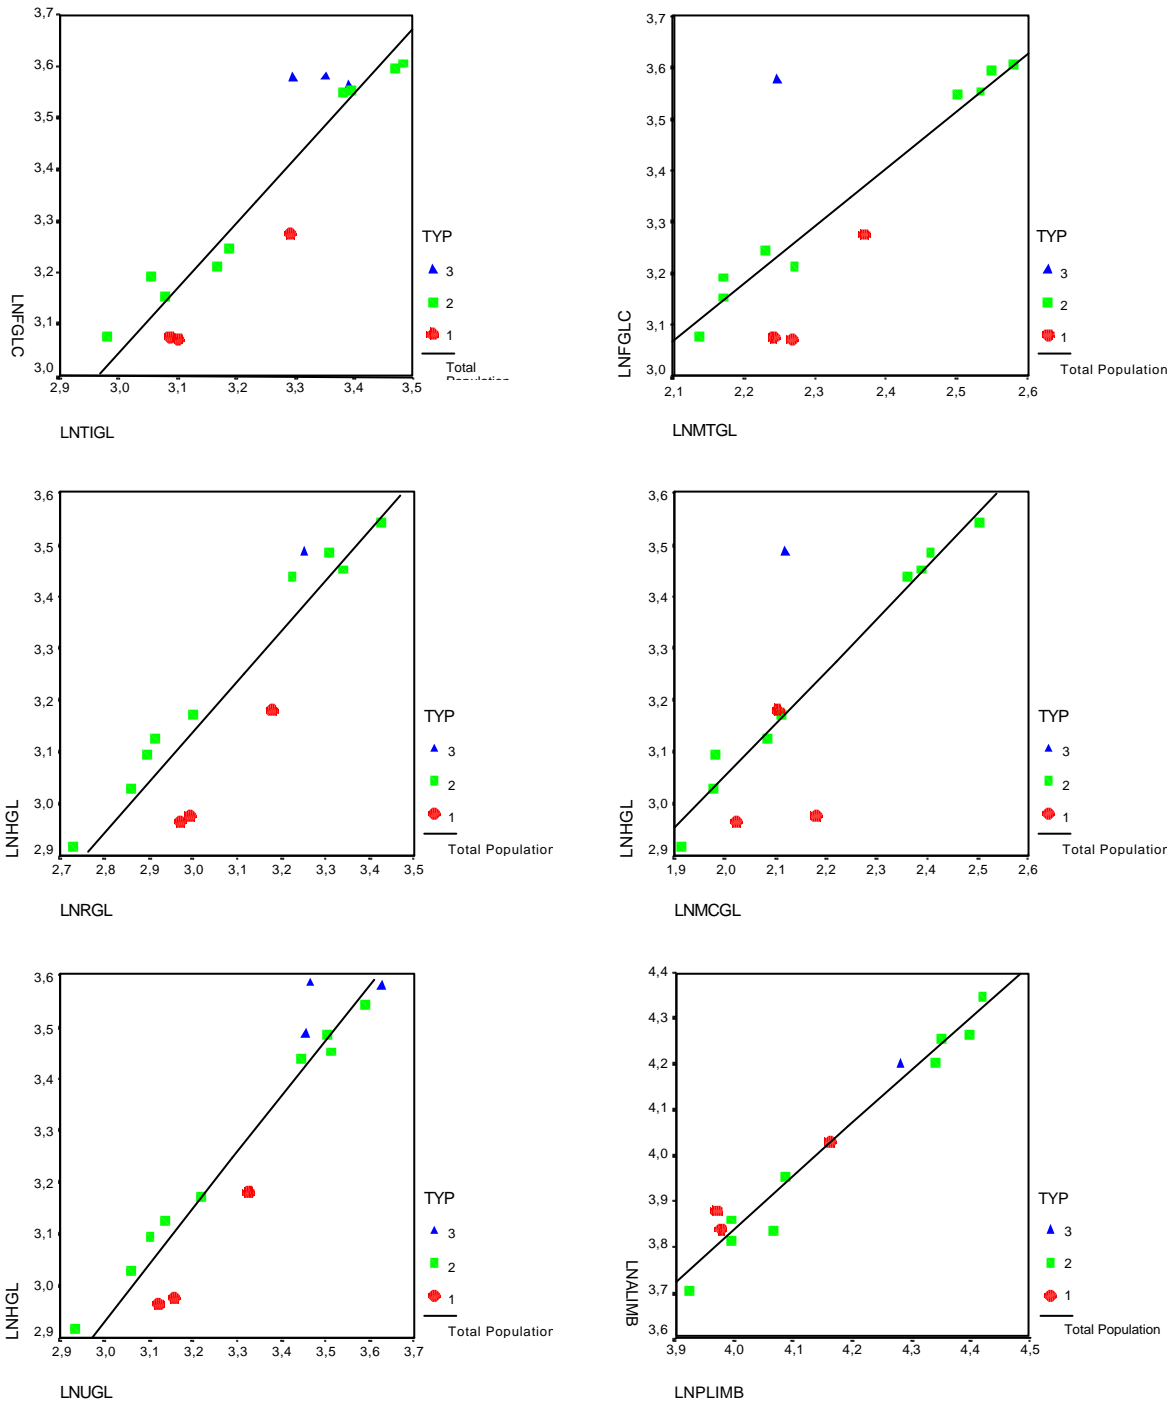 3,7
3,6
3,5
3,4
3,3
3,2
3,1
3,0
LNFGLC
2,9 3,0 3,1 3,2 3,3 3,4 3,5
LNTIGL
TYP
3
2
1
Total
Population
3,7
3,6
3,5
3,4
3,3
3,2
3,1
3,0
LNFGLC
2,1 2,2 2,3 2,4 2,5 2,6
LNMTGL
TYP
3
2
1
Total Population
3,6
3,5
3,4
3,3
3,2
3,1
3,0
2,9
LNHGL
2,7 2,8 2,9 3,0 3,1 3,2 3,3 3,4 3,5
LNRGL
TYP
3
2
1
Total Population
3,6
3,5
3,4
3,3
3,2
3,1
3,0
2,9
LNHGL
1,9 2,0 2,1 2,2 2,3 2,4 2,5 2,6
LNMCGL
TYP
3
2
1
Total Population
3,6
3,5
3,4
3,3
3,2
3,1
3,0
2,9
LNHGL
2,9 3,0 3,1 3,2 3,3 3,4 3,5 3,6 3,7
LNUGL
TYP
3
2
1
Total Population
4,4
4,3
4,2
4,1
4,0
3,9
3,8
3,7
3,6
LNALIMB
3,9 4,0 4,1 4,2 4,3 4,4 4,5
LNPLIMB
TYP
3
2
1
Total Population